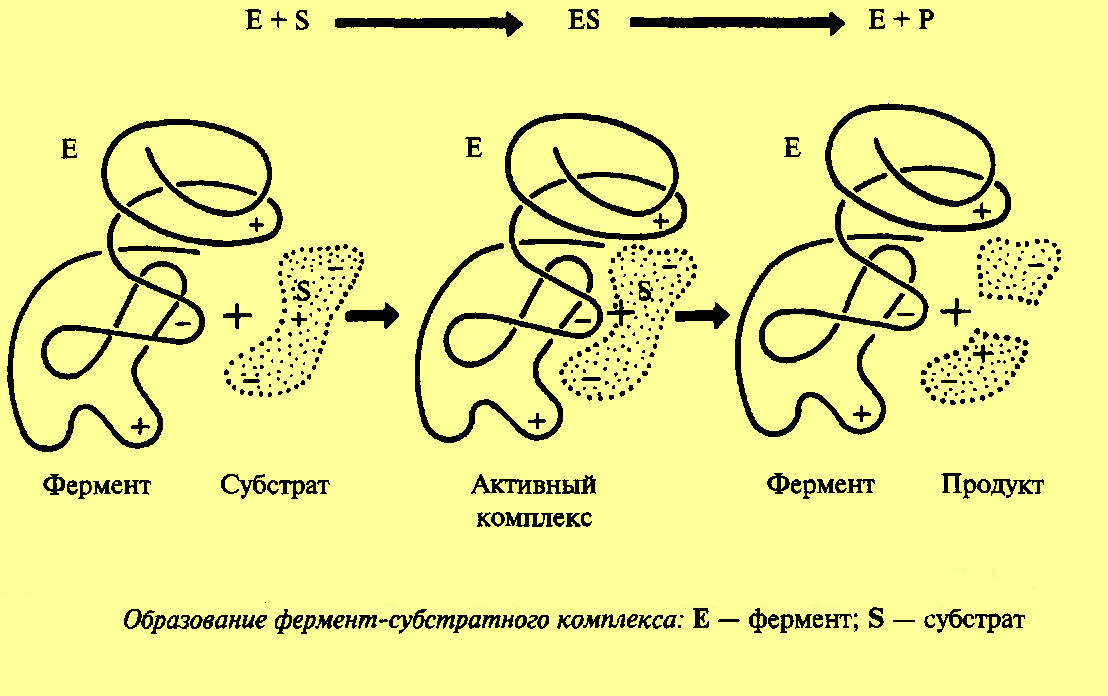 E + S ES E + P
E E E
S S
Фермент Субстрат Активный Фермент Продукт
комплекс
Образование фермент-субстратного комплекса: E — фермент; S — субстрат